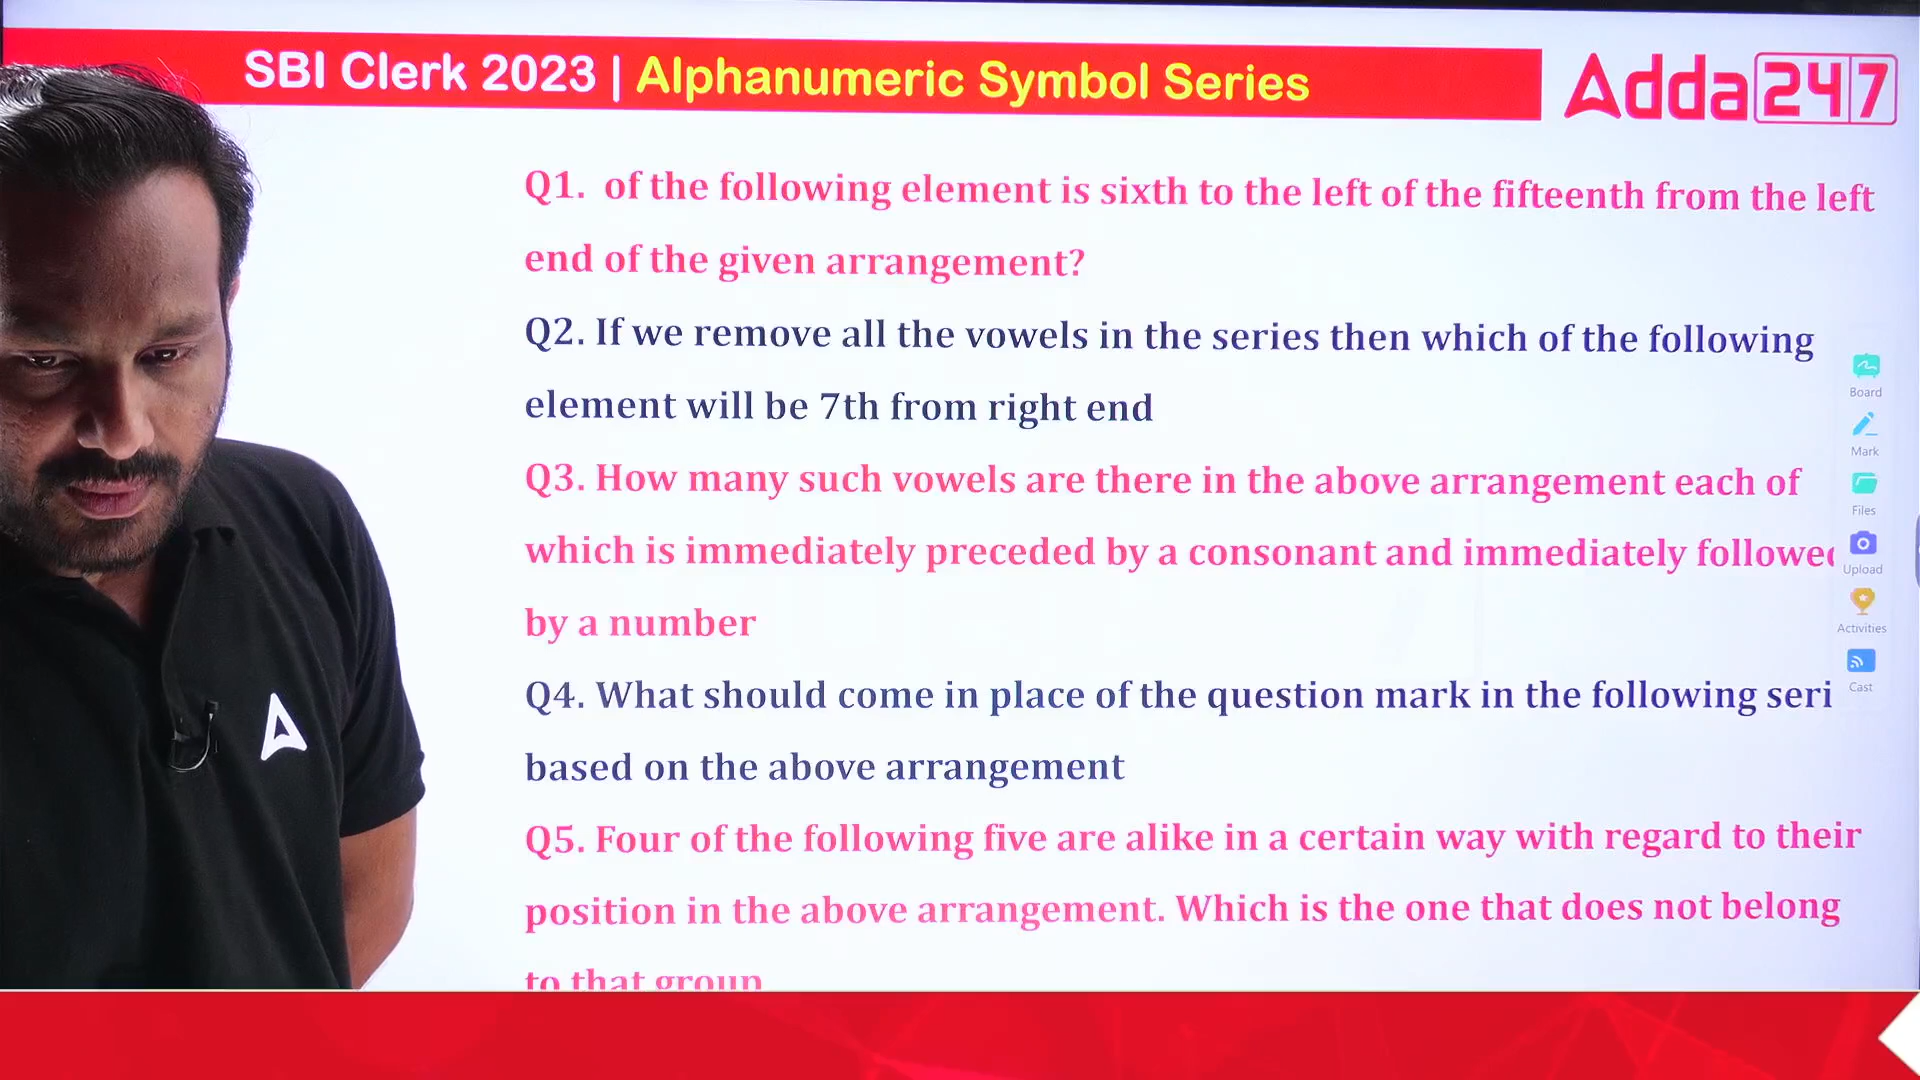 SBI Clerk 2023 | Alphanumeric Symbol Series
Adda247
Q1. of the following element is sixth to the left of the fifteenth from the left
end of the given arrangement?
Q2. If we remove all the vowels in the series then which of the following
element will be 7th from right end
Q3. How many such vowels are there in the above arrangement each of
which is immediately preceded by a consonant and immediately followed
by a number
Q4. What should come in place of the question mark in the following seri
based on the above arrangement
Q5. Four of the following five are alike in a certain way with regard to their
position in the above arrangement. Which is the one that does not belong
to that group
Board
Mark
Files
Upload
Activities
Cast